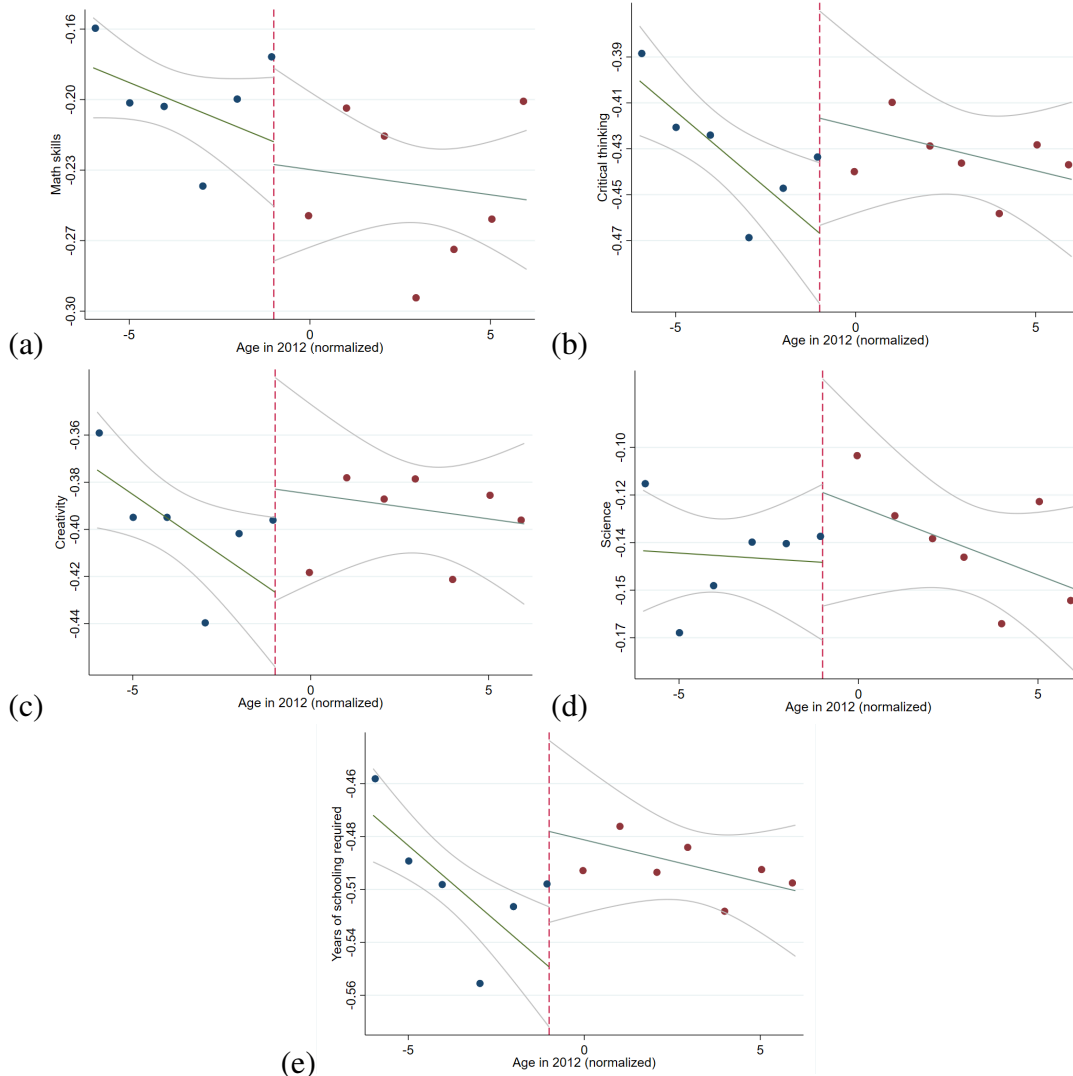 Math skills
-0.16
-0.20
-0.23
-0.27
-0.30
-5
0
5
Age in 2012 (normalized)
(a)
Critical thinking
-0.39
-0.41
-0.43
-0.45
-0.47
-5
0
5
Age in 2012 (normalized)
(b)
Creativity
-0.36
-0.38
-0.40
-0.42
-0.44
-5
0
5
Age in 2012 (normalized)
(c)
Science
-0.10
-0.12
-0.14
-0.15
-0.17
-5
0
5
Age in 2012 (normalized)
(d)
Years of schooling required
-0.46
-0.48
-0.51
-0.54
-0.56
-5
0
5
Age in 2012 (normalized)
(e)